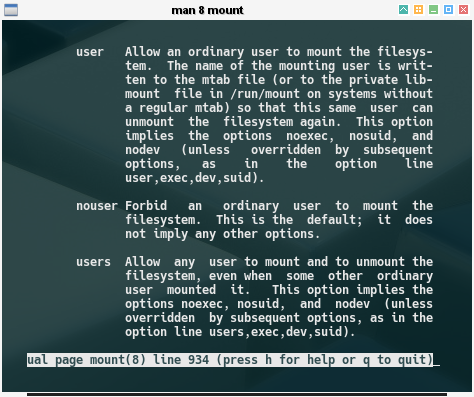 man 8 mount
user Allow an ordinary user to mount the filesys-
tem. The name of the mounting user is writ-
ten to the mtab file (or to the private lib-
mount file in /run/mount on systems without
a regular mtab) so that this same user can
unmount the filesystem again. This option
implies the options noexec, nosuid, and
nodev (unless overridden by subsequent
options, as in the option line
user,exec,dev,suid).
nouser Forbid an ordinary user to mount the
filesystem. This is the default; it does
not imply any other options.
users Allow any user to mount and to unmount the
filesystem, even when some other ordinary
user mounted it. This option implies the
options noexec, nosuid, and nodev (unless
overridden by subsequent options, as in the
option line users,exec,dev,suid).
ual page mount(8) line 934 (press h for help or q to quit)